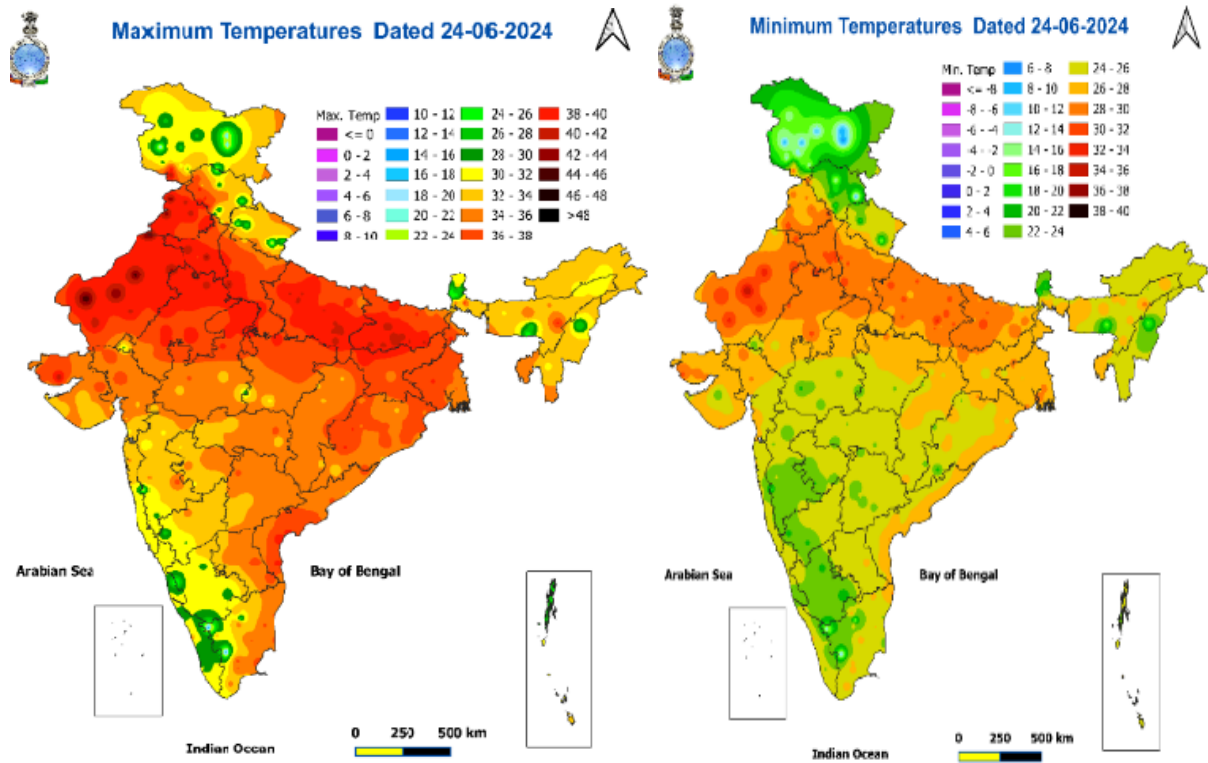 Maximum Temperatures Dated 24-06-2024
Max. Temp
<= 0
0 - 2
2 - 4
4 - 6
6 - 8
8 - 10
10 - 12
12 - 14
14 - 16
16 - 18
18 - 20
20 - 22
22 - 24
24 - 26
26 - 28
28 - 30
30 - 32
32 - 34
34 - 36
36 - 38
38 - 40
40 - 42
42 - 44
44 - 46
46 - 48
>48
Arabian Sea
Bay of Bengal
Indian Ocean
0 250 500 km
Minimum Temperatures Dated 24-06-2024
Min. Temp
<= -8
-8 - -6
-6 - -4
-4 - -2
-2 - 0
0 - 2
2 - 4
4 - 6
6 - 8
8 - 10
10 - 12
12 - 14
14 - 16
16 - 18
18 - 20
20 - 22
22 - 24
24 - 26
26 - 28
28 - 30
30 - 32
32 - 34
34 - 36
36 - 38
38 - 40
Arabian Sea
Bay of Bengal
Indian Ocean
0 250 500 km